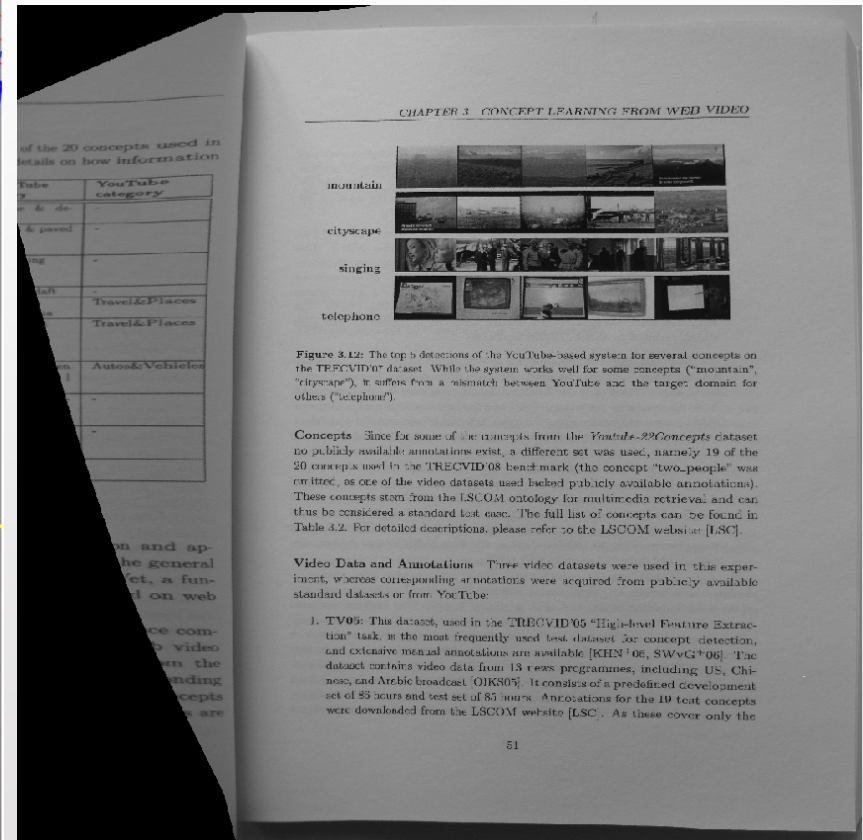 of the 20 concepts used in
details on how information
Tube
YouTube
category
& de-
-
& paved
-
-
-
Travel&Places
Travel&Places
Autos&Vehicles
-
-
on and ap-
the general
et, a fun-
on web
com-
video
the
cepts
are
CHAPTER 3. CONCEPT LEARNING FROM WEB VIDEO
mountain
cityscape
singing
telephone
Figure 3.12: The top 5 detections of the YouTube-based system for several concepts on
the TRECVID'07 dataset. While the system works well for some concepts ("mountain",
"cityscape"), it suffers from a mismatch between YouTube and the target domain for
others ("telephone").
Concepts Since for some of the concepts from the Youtube-22Concepts dataset
no publicly available annotations exist, a different set was used, namely 19 of the
20 concepts used in the TRECVID'08 benchmark (the concept "two_people" was
omitted, as one of the video datasets used lacked publicly available annotations).
These concepts stem from the LSCOM ontology for multimedia retrieval and can
thus be considered a standard test case. The full list of concepts can be found in
Table 3.2. For detailed descriptions, please refer to the LSCOM website [LSC].
Video Data and Annotations Three video datasets were used in this exper-
iment, whereas corresponding annotations were acquired from publicly available
standard datasets or from YouTube:
1. TV05: This dataset, used in the TRECVID'05 "High-level Feature Extrac-
tion" task, is the most frequently used test dataset for concept detection,
and extensive manual annotations are available [KHN+06, SWvG+06]. The
dataset contains video data from 13 news programmes, including US, Chi-
nese, and Arabic broadcast [OIKS05]. It consists of a predefined development
set of 85 hours and test set of 85 hours. Annotations for the 19 test concepts
were downloaded from the LSCOM website [LSC]. As these cover only the
51